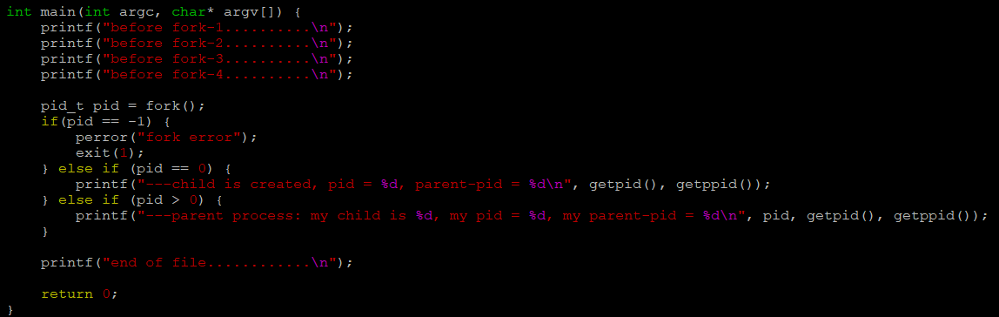 int main(int argc, char* argv[]) {
    printf("before fork-1..........\n");
    printf("before fork-2..........\n");
    printf("before fork-3..........\n");
    printf("before fork-4..........\n");

    pid_t pid = fork();
    if(pid == -1) {
        perror("fork error");
        exit(1);
    } else if (pid == 0) {
        printf("---child is created, pid = %d, parent-pid = %d\n", getpid(), getppid());
    } else if (pid > 0) {
        printf("---parent process: my child is %d, my pid = %d, my parent-pid = %d\n", pid, getpid(), getppid());
    }

    printf("end of file............\n");

    return 0;
}